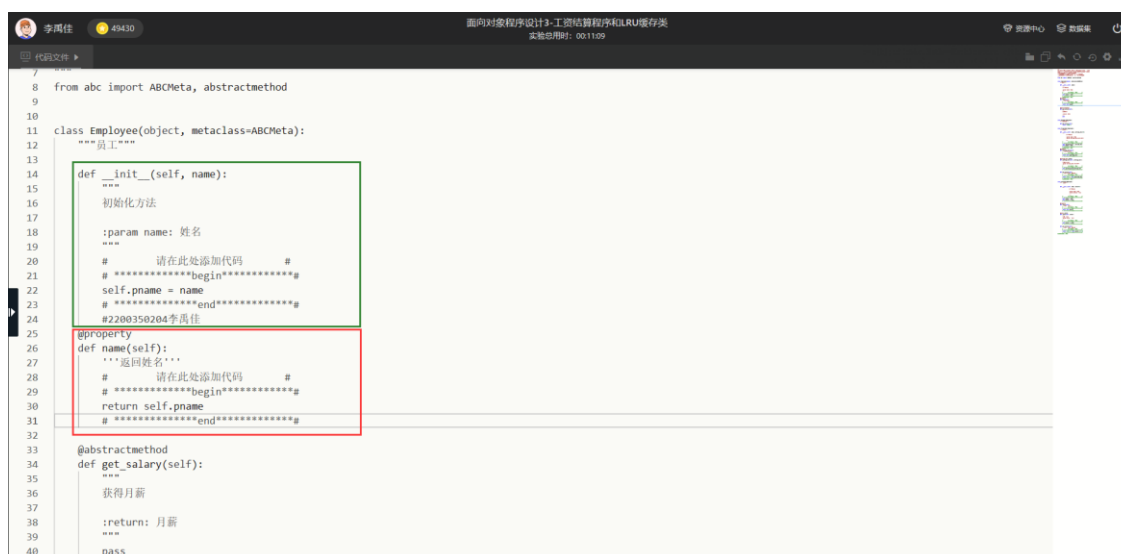 李禹佳
49430
面向对象程序设计3-工资结算程序和LRU缓存类
实验总用时：00:11:09
资源中心
数据集
代码文件
7 """
8 from abc import ABCMeta, abstractmethod
9
10
11 class Employee(object, metaclass=ABCMeta):
12 """员工"""
13
14 def __init__(self, name):
15 """
16 初始化方法
17
18 :param name: 姓名
19 """
20 # 请在此处添加代码 #
21 # *************begin************#
22 self.pname = name
23 # **************end*************#
24 #2200350204李禹佳
25 @property
26 def name(self):
27 '''返回姓名'''
28 # 请在此处添加代码 #
29 # *************begin************#
30 return self.pname
31 # **************end*************#
32
33 @abstractmethod
34 def get_salary(self):
35 """
36 获得月薪
37
38 :return: 月薪
39 """
40 pass